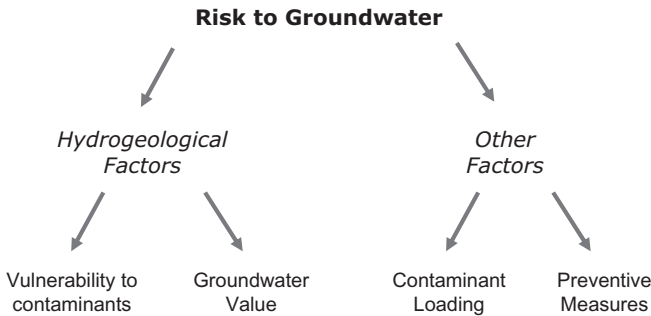 Risk to Groundwater
Hydrogeological
Factors
Other
Factors
Vulnerability to
contaminants
Groundwater
Value
Contaminant
Loading
Preventive
Measures